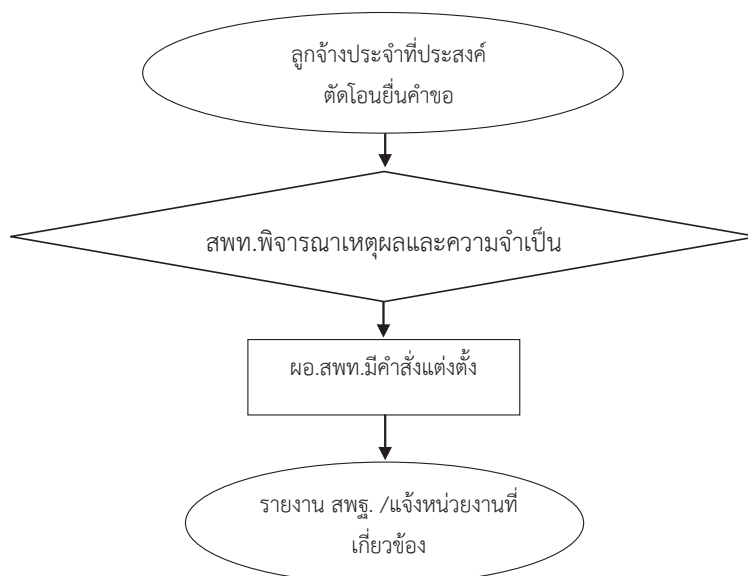 ลูกจ้างประจำที่ประสงค์
ตัดโอนยื่นคำขอ
สพท.พิจารณาเหตุผลและความจำเป็น
ผอ.สพท.มีคำสั่งแต่งตั้ง
รายงาน สพฐ. /แจ้งหน่วยงานที่
เกี่ยวข้อง